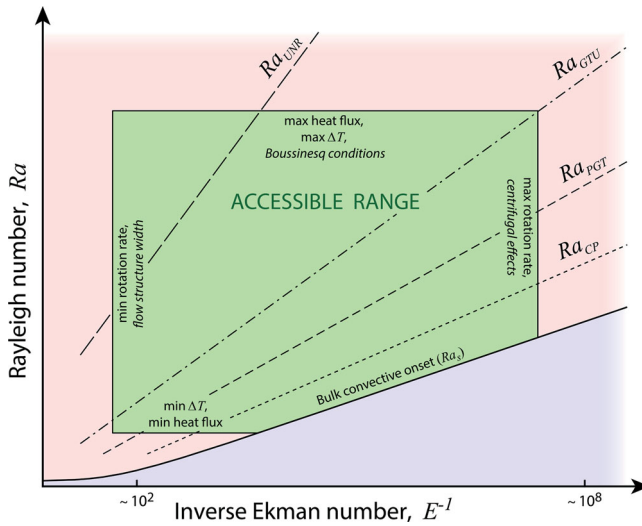 Ra_UNR
Ra_GTU
max heat flux,
max ΔT,
Boussinesq conditions
ACCESSIBLE RANGE
Ra_PGT
max rotation rate,
centrifugal effects
Ra_CP
min rotation rate,
flow structure width
Bulk convective onset (Ra_s)
min ΔT,
min heat flux
Rayleigh number, Ra
~10²
~10⁸
Inverse Ekman number, E⁻¹